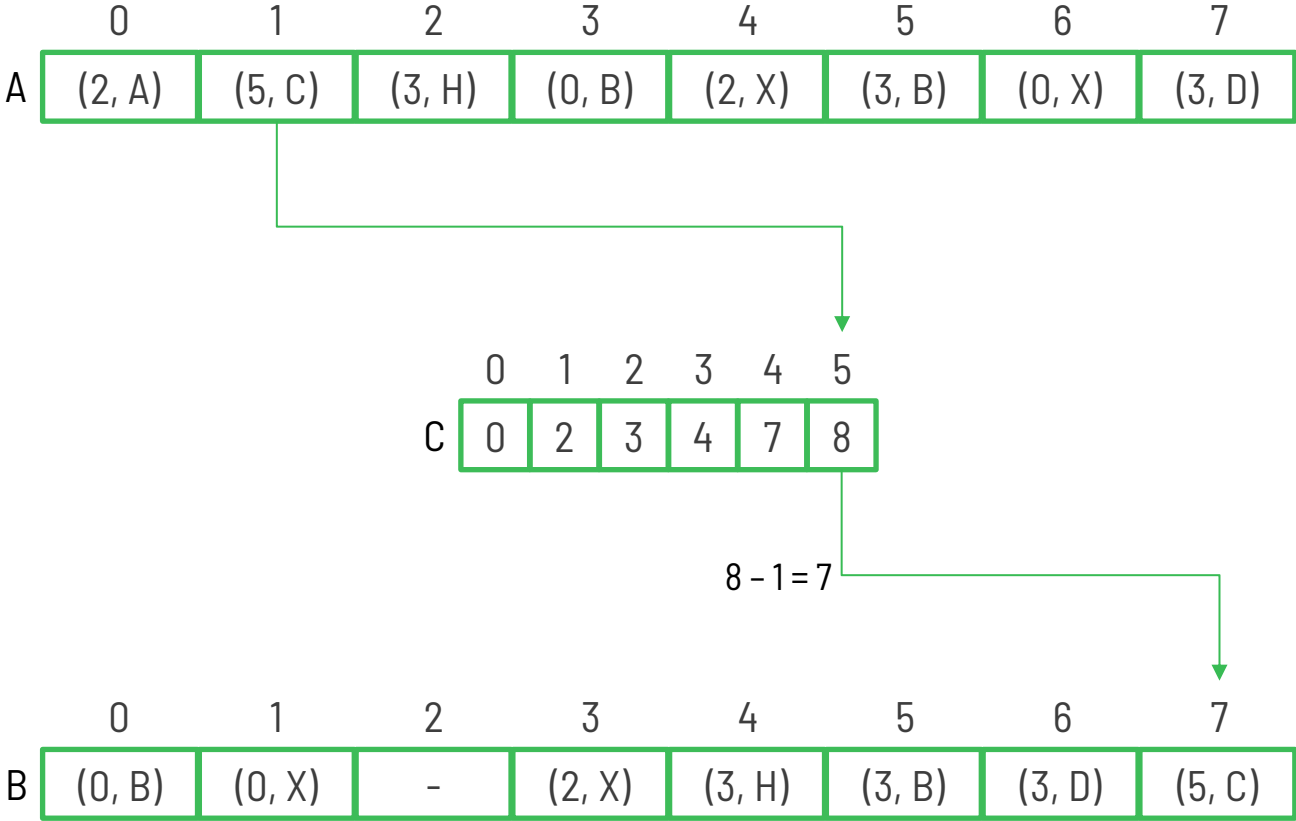 0 1 2 3 4 5 6 7
A (2, A) (5, C) (3, H) (0, B) (2, X) (3, B) (0, X) (3, D)
0 1 2 3 4 5
C 0 2 3 4 7 8
8 – 1 = 7
0 1 2 3 4 5 6 7
B (0, B) (0, X) - (2, X) (3, H) (3, B) (3, D) (5, C)